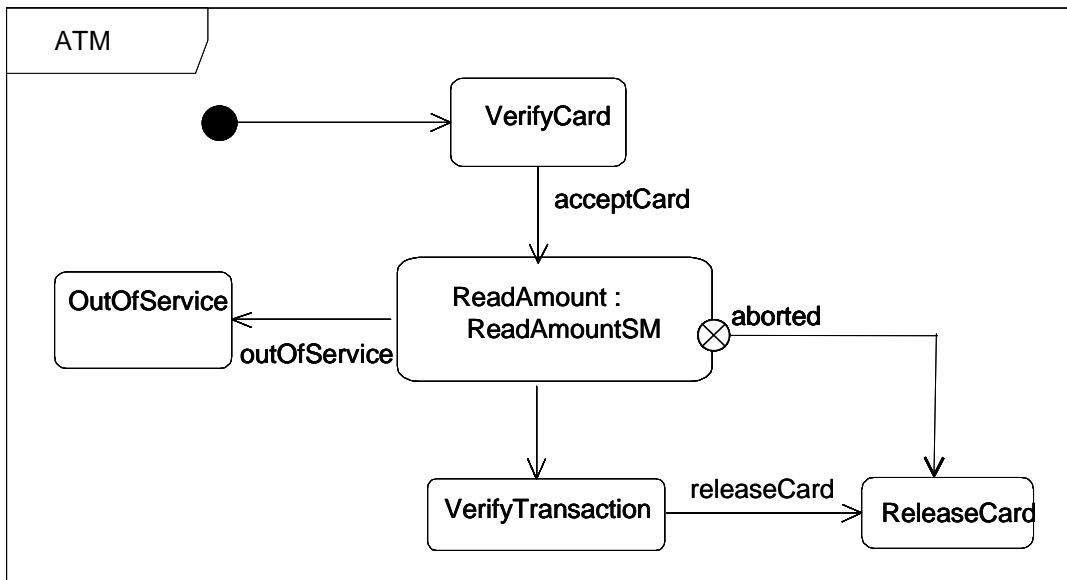 ATM
VerifyCard
acceptCard
OutOfService
ReadAmount :
ReadAmountSM
aborted
outOfService
VerifyTransaction
releaseCard
ReleaseCard